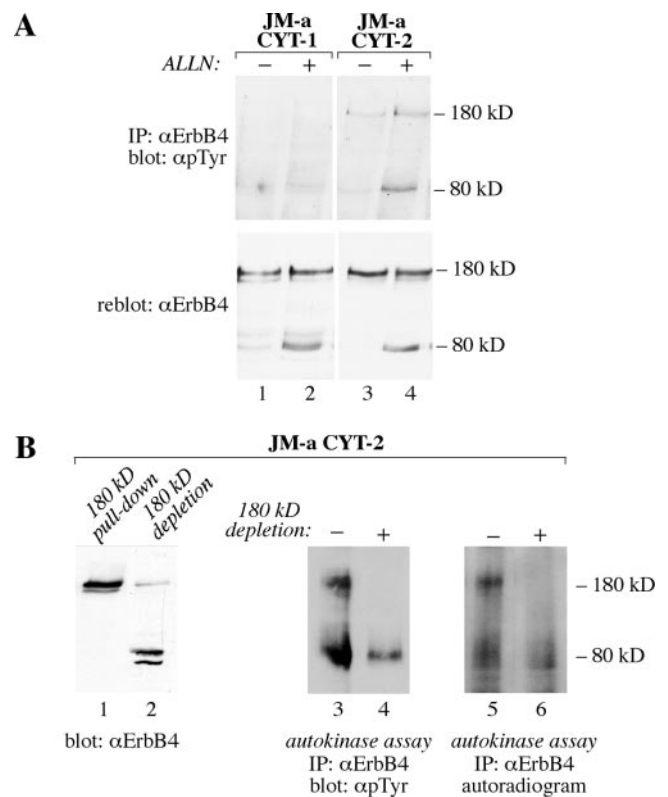 A
JM-a CYT-1
JM-a CYT-2
ALLN: – + – +
IP: αErbB4
blot: αpTyr
– 180 kD
– 80 kD
reblot: αErbB4
– 180 kD
– 80 kD
1 2 3 4
B
JM-a CYT-2
180 kD pull-down
180 kD depletion
180 kD depletion: – + – +
– 180 kD
– 80 kD
1 2 3 4 5 6
blot: αErbB4
autokinase assay
IP: αErbB4
blot: αpTyr
autokinase assay
IP: αErbB4
autoradiogram